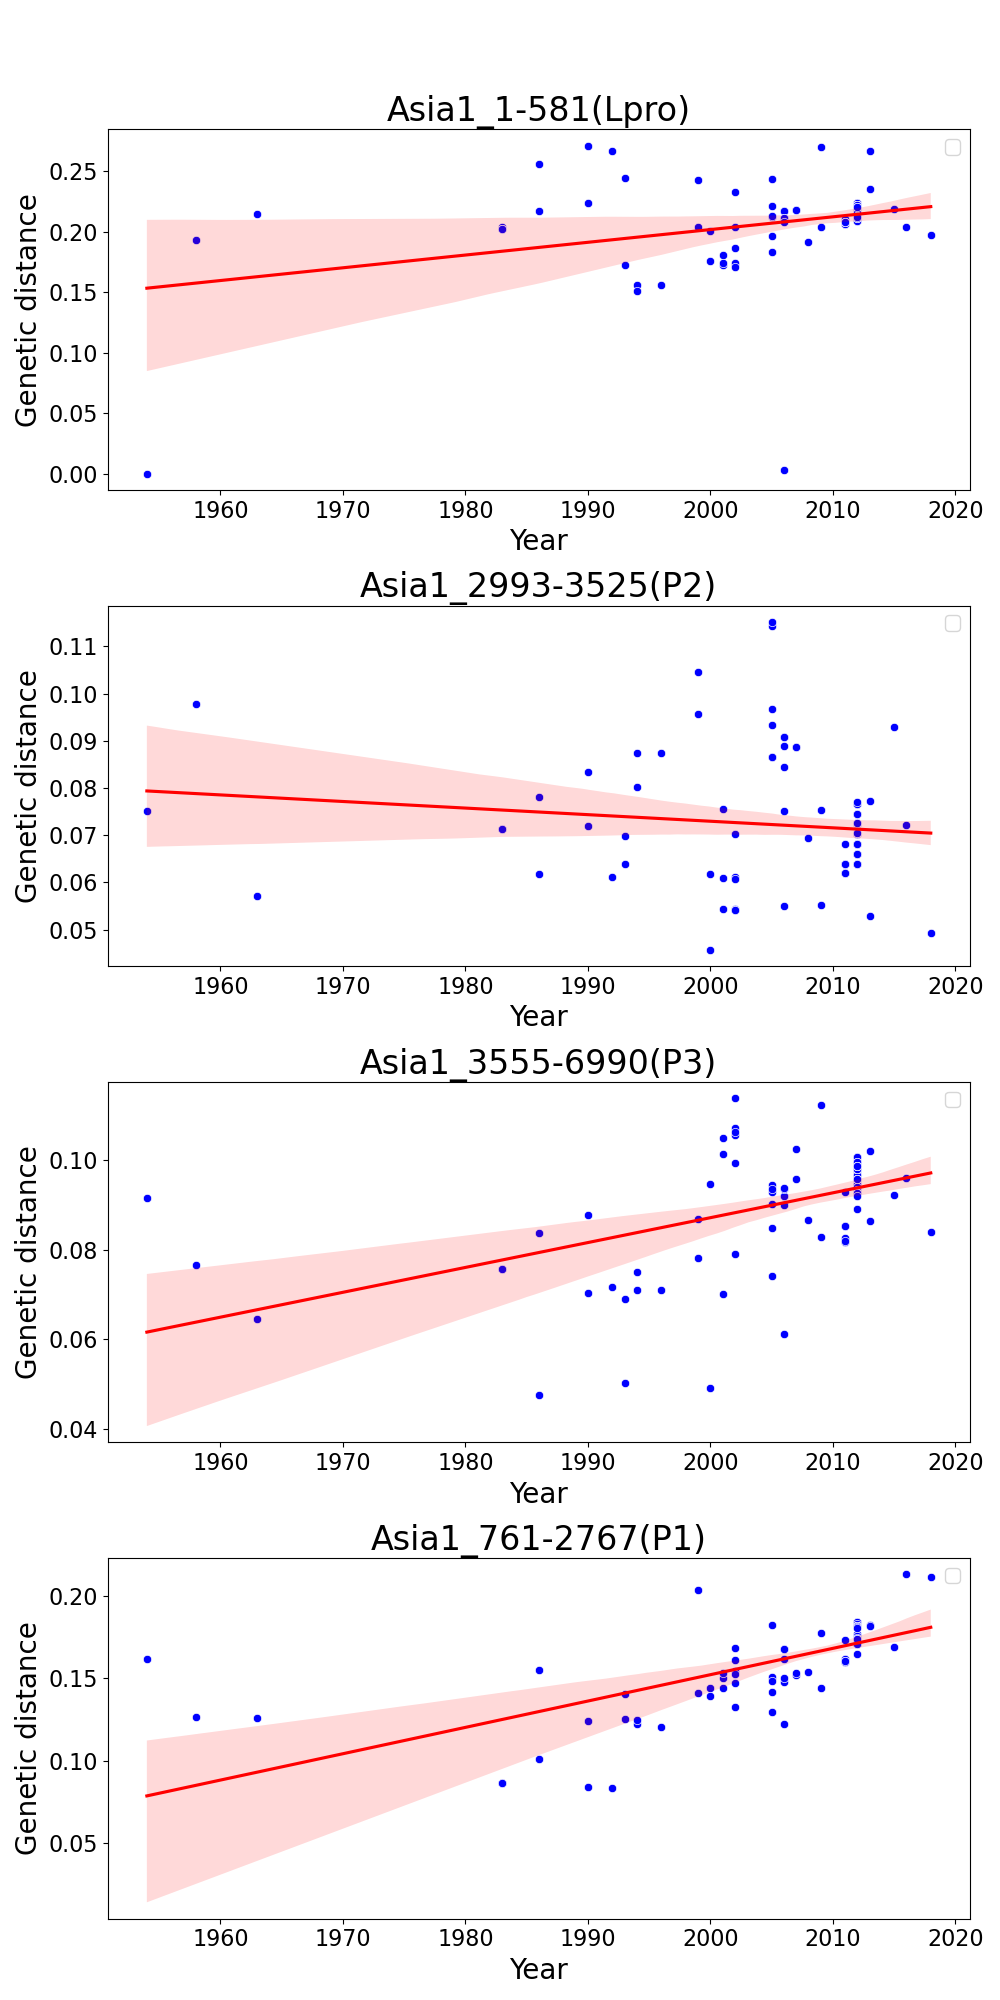 Asia1_1-581(Lpro)
Genetic distance
0.25
0.20
0.15
0.10
0.05
0.00
1960 1970 1980 1990 2000 2010 2020
Year
Asia1_2993-3525(P2)
Genetic distance
0.11
0.10
0.09
0.08
0.07
0.06
0.05
1960 1970 1980 1990 2000 2010 2020
Year
Asia1_3555-6990(P3)
Genetic distance
0.10
0.08
0.06
0.04
1960 1970 1980 1990 2000 2010 2020
Year
Asia1_761-2767(P1)
Genetic distance
0.20
0.15
0.10
0.05
1960 1970 1980 1990 2000 2010 2020
Year